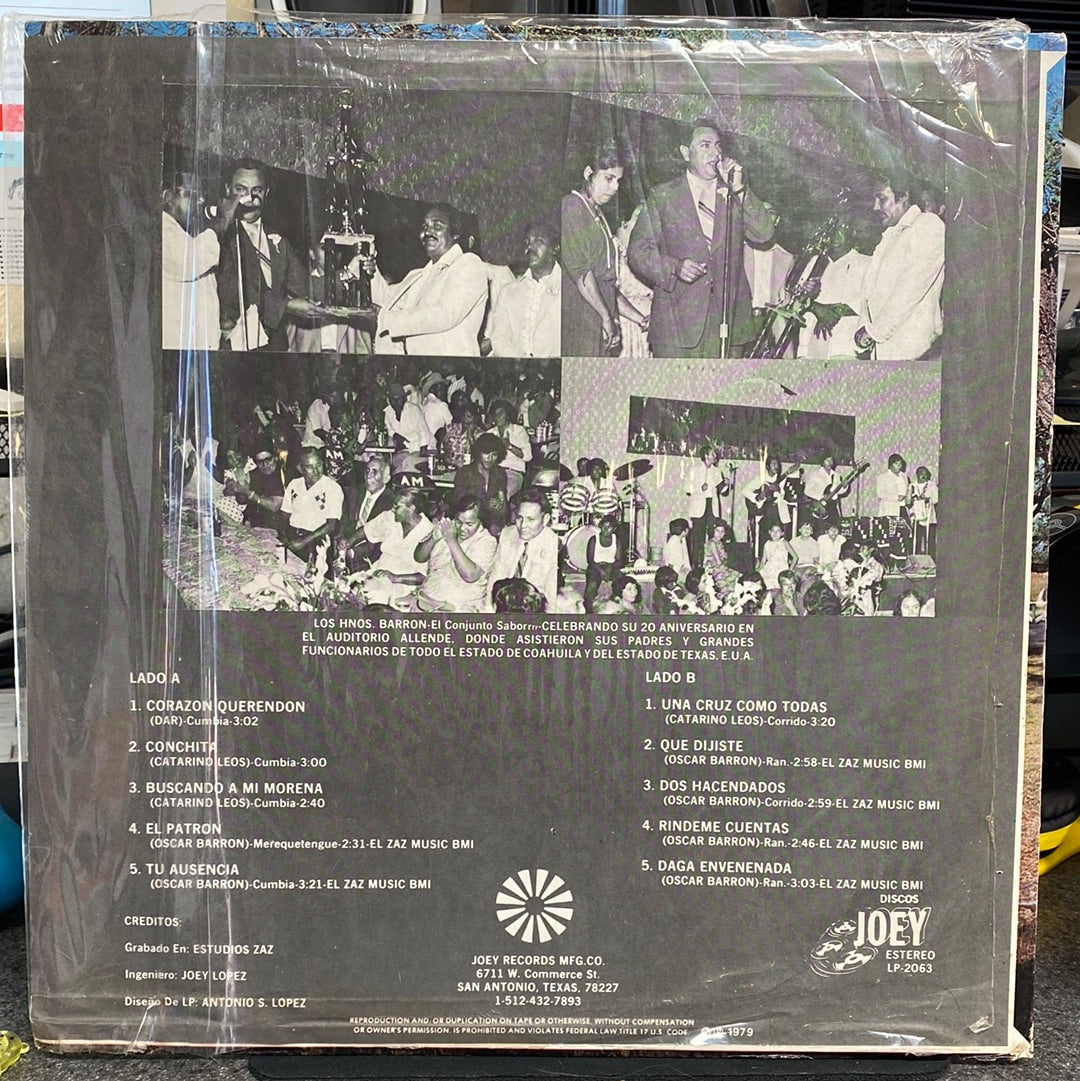 AM
AM
LOS HNOS. BARRON-El Conjunto Saborrrr-CELEBRANDO SU 20 ANIVERSARIO EN
EL AUDITORIO ALLENDE, DONDE ASISTIERON SUS PADRES Y GRANDES
FUNCIONARIOS DE TODO EL ESTADO DE COAHUILA Y DEL ESTADO DE TEXAS, E.U.A.
LADO A
1. CORAZON QUERENDON
(DAR)-Cumbia-3:02
2. CONCHITA
(CATARINO LEOS)-Cumbia-3:00
3. BUSCANDO A MI MORENA
(CATARINO LEOS)-Cumbia-2:40
4. EL PATRON
(OSCAR BARRON)-Merequetengue-2:31-EL ZAZ MUSIC BMI
5. TU AUSENCIA
(OSCAR BARRON)-Cumbia-3:21-EL ZAZ MUSIC BMI
LADO B
1. UNA CRUZ COMO TODAS
(CATARINO LEOS)-Corrido-3:20
2. QUE DIJISTE
(OSCAR BARRON)-Ran.-2:58-EL ZAZ MUSIC BMI
3. DOS HACENDADOS
(OSCAR BARRON)-Corrido-2:59-EL ZAZ MUSIC BMI
4. RINDEME CUENTAS
(OSCAR BARRON)-Ran.-2:46-EL ZAZ MUSIC BMI
5. DAGA ENVENENADA
(OSCAR BARRON)-Ran.-3:03-EL ZAZ MUSIC BMI
CREDITOS:
Grabado En: ESTUDIOS ZAZ
Ingeniero: JOEY LOPEZ
Diseño De LP: ANTONIO S. LOPEZ
JOEY RECORDS MFG.CO.
6711 W. Commerce St.
SAN ANTONIO, TEXAS, 78227
1-512-432-7893
DISCOS
JOEY
ESTEREO
LP-2063
REPRODUCTION AND/OR DUPLICATION ON TAPE OR OTHERWISE, WITHOUT COMPENSATION
OR OWNER'S PERMISSION, IS PROHIBITED AND VIOLATES FEDERAL LAW TITLE 17 U.S. CODE. 1979